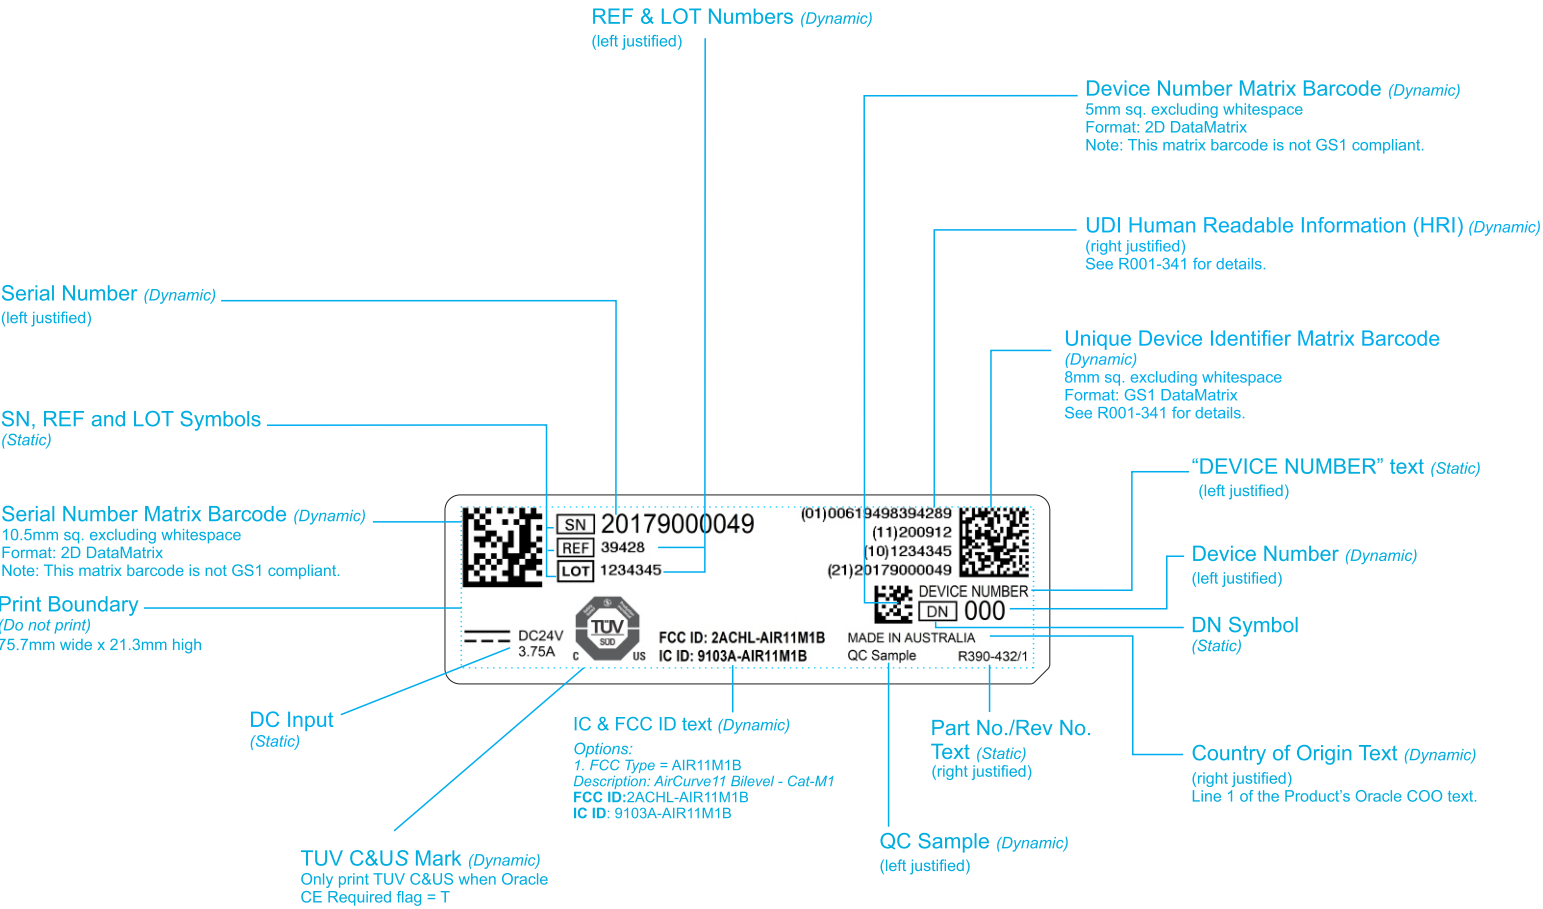 REF & LOT Numbers (Dynamic)
(left justified)
Device Number Matrix Barcode (Dynamic)
5mm sq. excluding whitespace
Format: 2D DataMatrix
Note: This matrix barcode is not GS1 compliant.
UDI Human Readable Information (HRI) (Dynamic)
(right justified)
See R001-341 for details.
Serial Number (Dynamic)
(left justified)
Unique Device Identifier Matrix Barcode
(Dynamic)
8mm sq. excluding whitespace
Format: GS1 DataMatrix
See R001-341 for details.
SN, REF and LOT Symbols
(Static)
"DEVICE NUMBER" text (Static)
(left justified)
Serial Number Matrix Barcode (Dynamic)
10.5mm sq. excluding whitespace
Format: 2D DataMatrix
Note: This matrix barcode is not GS1 compliant.
Device Number (Dynamic)
(left justified)
Print Boundary
(Do not print)
75.7mm wide x 21.3mm high
DN Symbol
(Static)
SN 20179000049
REF 39428
LOT 1234345
(01)00619498394289
(11)200912
(10)1234345
(21)20179000049
DEVICE NUMBER
DN 000
DC24V
3.75A
TÜV
SÜD
C US
FCC ID: 2ACHL-AIR11M1B
IC ID: 9103A-AIR11M1B
MADE IN AUSTRALIA
QC Sample R390-432/1
DC Input
(Static)
IC & FCC ID text (Dynamic)
Options:
1. FCC Type = AIR11M1B
Description: AirCurve11 Bilevel - Cat-M1
FCC ID:2ACHL-AIR11M1B
IC ID: 9103A-AIR11M1B
Part No./Rev No.
Text (Static)
(right justified)
Country of Origin Text (Dynamic)
(right justified)
Line 1 of the Product's Oracle COO text.
QC Sample (Dynamic)
(left justified)
TUV C&US Mark (Dynamic)
Only print TUV C&US when Oracle
CE Required flag = T